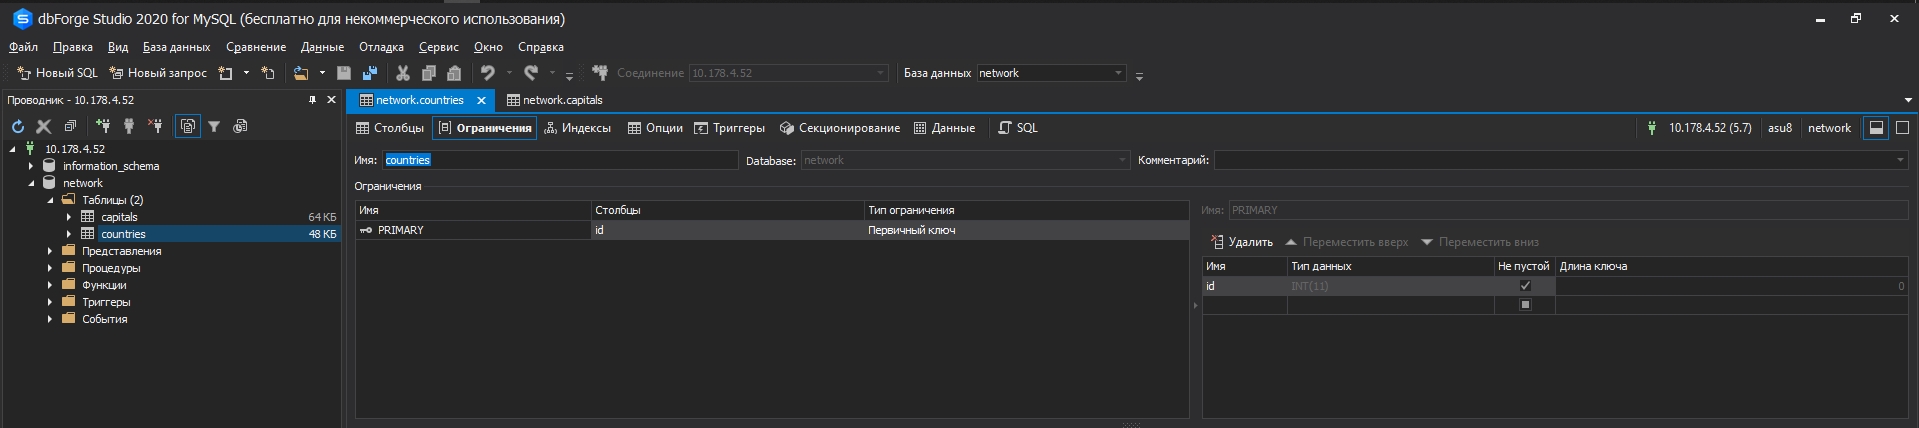 dbForge Studio 2020 for MySQL (бесплатно для некоммерческого использования)
Файл Правка Вид База данных Сравнение Данные Отладка Сервис Окно Справка
Новый SQL Новый запрос Соединение 10.178.4.52 База данных network
Проводник - 10.178.4.52
network.countries network.capitals
Столбцы Ограничения Индексы Опции Триггеры Секционирование Данные SQL 10.178.4.52 (5.7) asu8 network
10.178.4.52
information_schema
network
Таблицы (2)
capitals 64 КБ
countries 48 КБ
Представления
Процедуры
Функции
Триггеры
События
Имя: countries Database: network Комментарий:
Ограничения
Имя Столбцы Тип ограничения
PRIMARY id Первичный ключ
Имя: PRIMARY
Удалить Переместить вверх Переместить вниз
Имя Тип данных Не пустой Длина ключа
id INT(11) 0